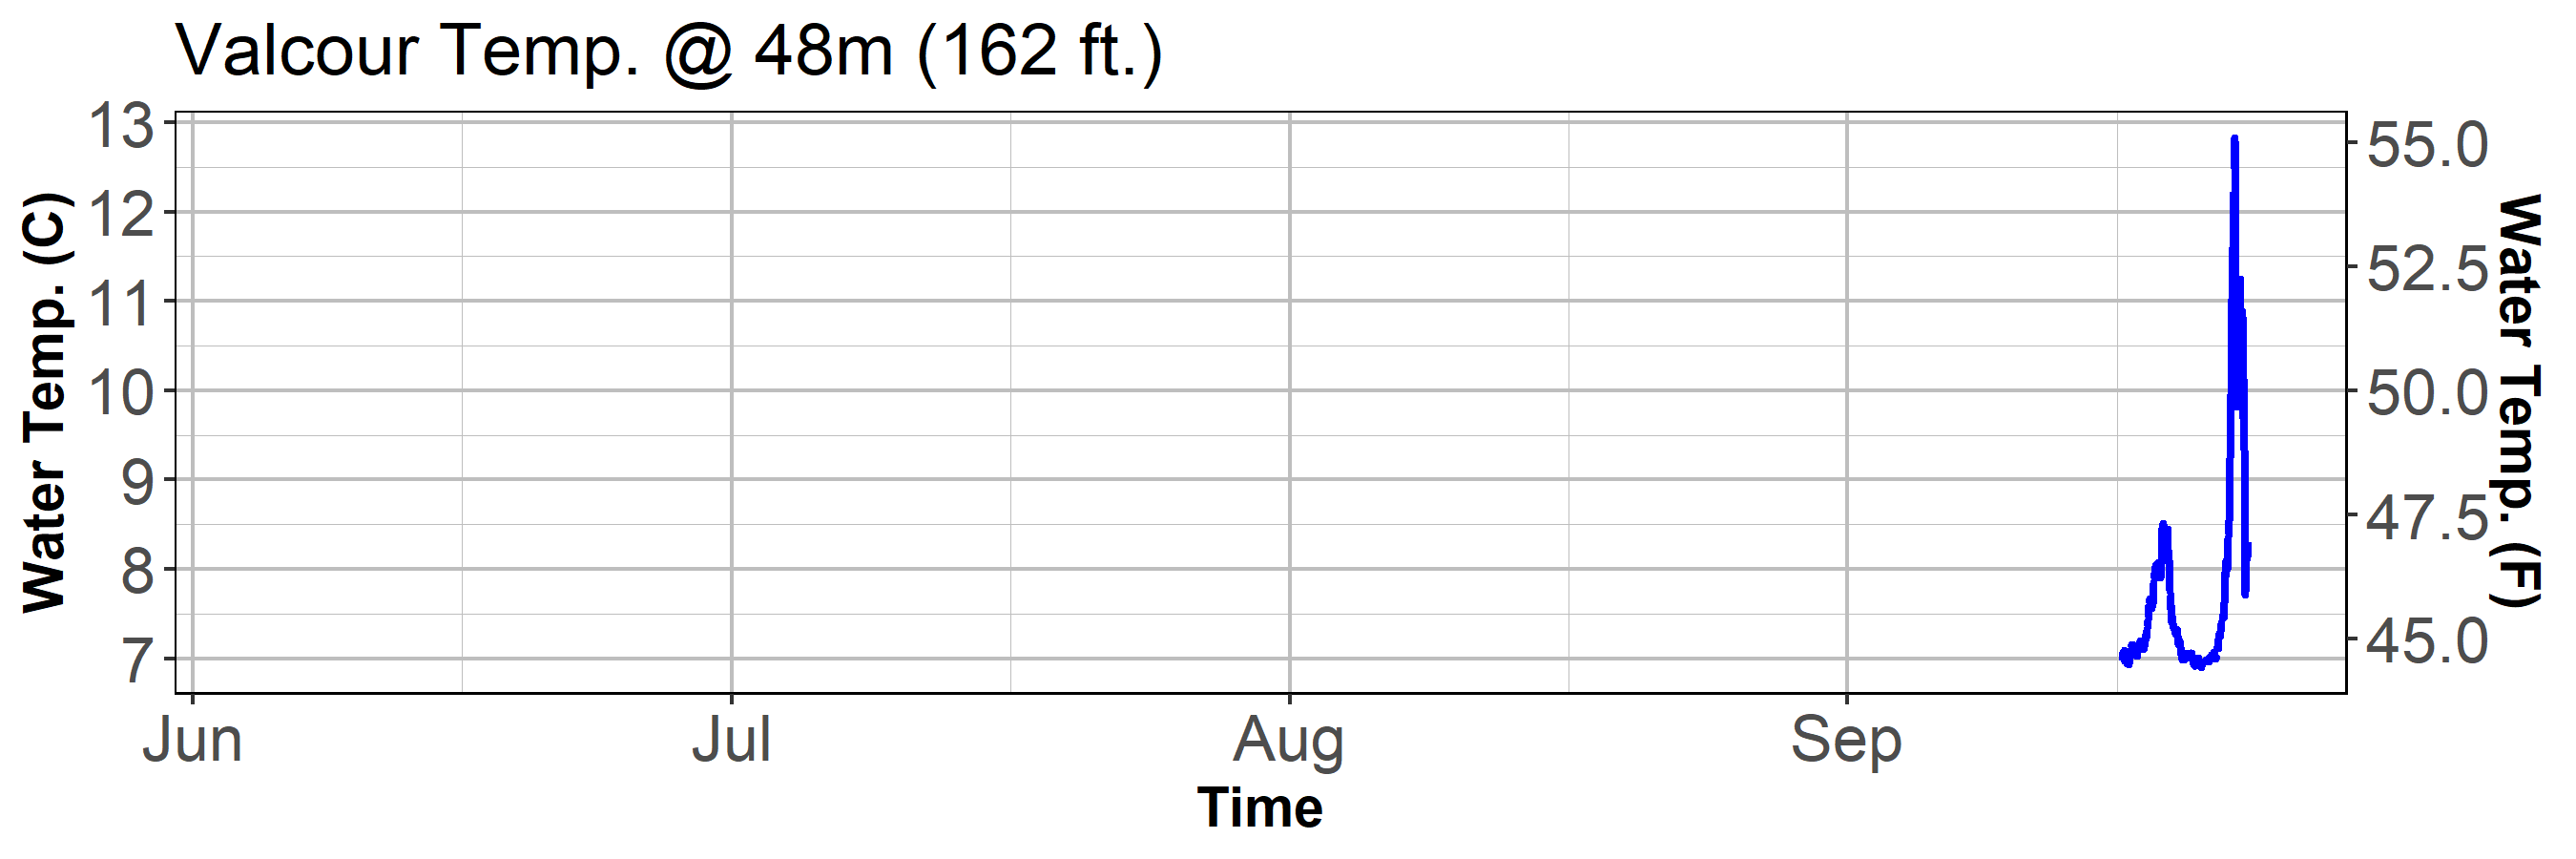 Valcour Temp. @ 48m (162 ft.)
Water Temp. (C)
13
12
11
10
9
8
7
55.0
52.5
50.0
47.5
45.0
Water Temp. (F)
Jun Jul Aug Sep
Time